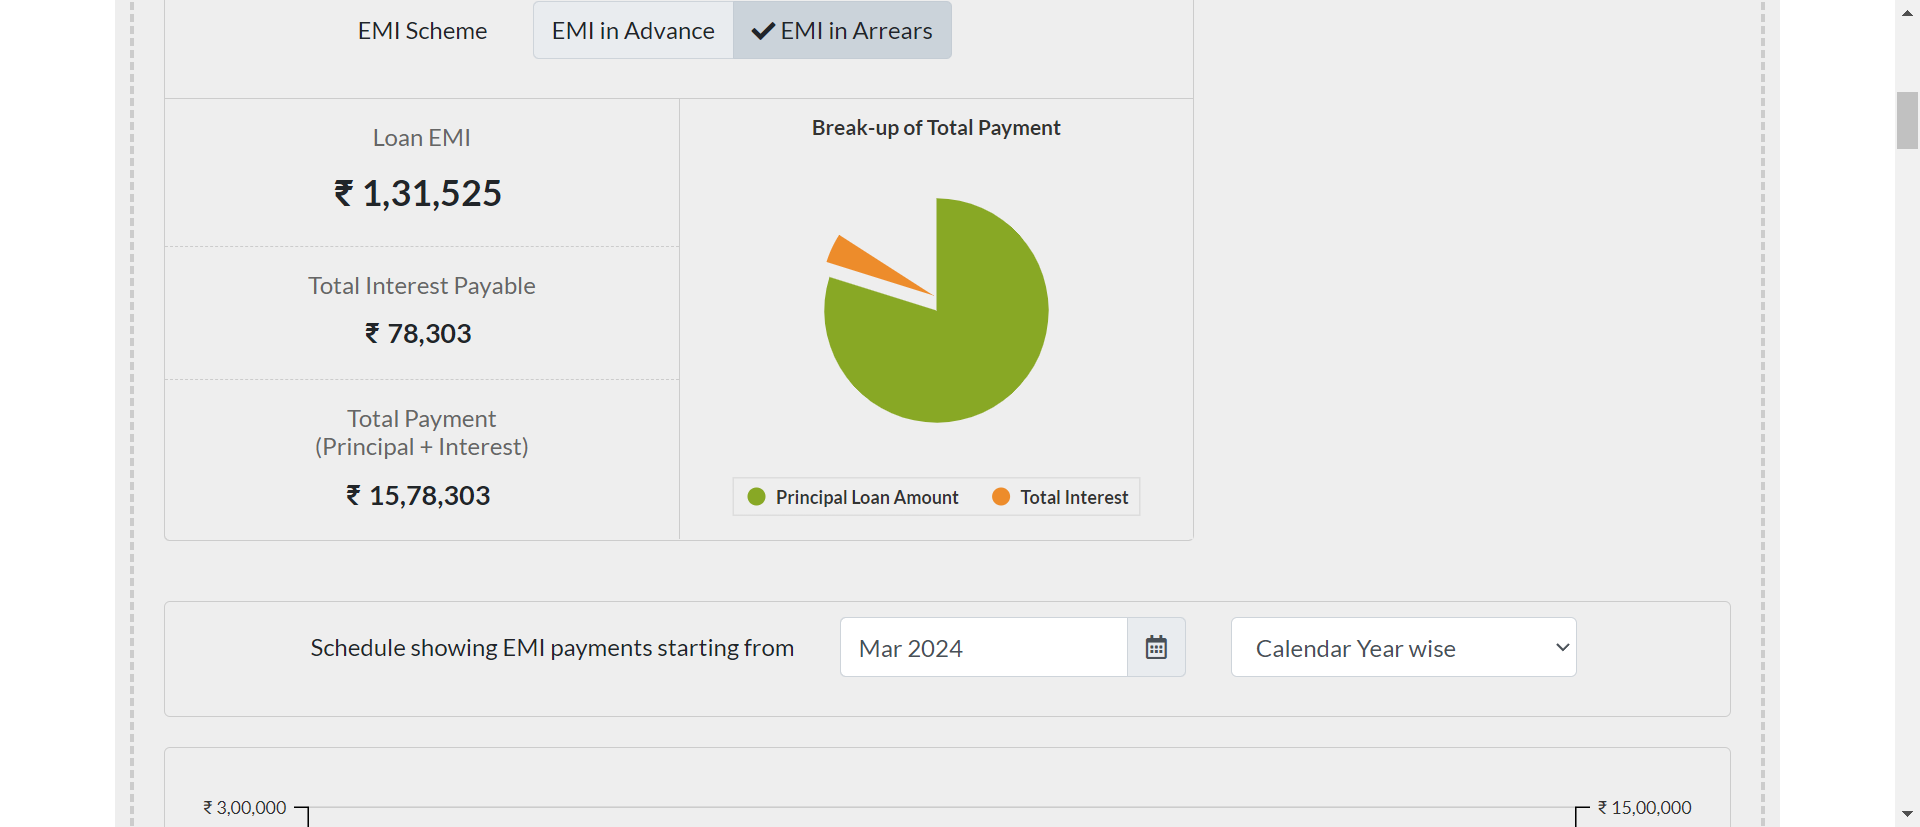 EMI Scheme
EMI in Advance
EMI in Arrears
Loan EMI
₹ 1,31,525
Total Interest Payable
₹ 78,303
Total Payment
(Principal + Interest)
₹ 15,78,303
Break-up of Total Payment
Principal Loan Amount
Total Interest
Schedule showing EMI payments starting from
Mar 2024
Calendar Year wise
₹ 3,00,000
₹ 15,00,000